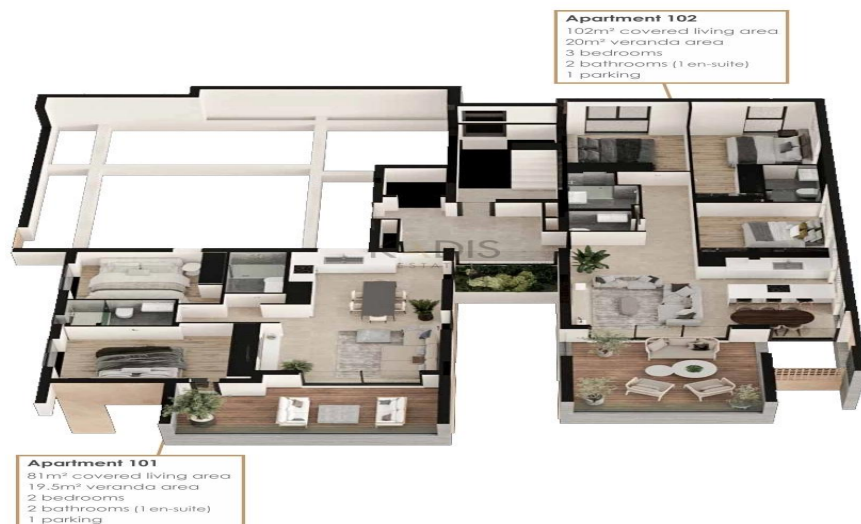 Apartment 102
102m² covered living area
20m² veranda area
3 bedrooms
2 bathrooms (1 en-suite)
1 parking
Apartment 101
81m² covered living area
19.5m² veranda area
2 bedrooms
2 bathrooms (1 en-suite)
1 parking